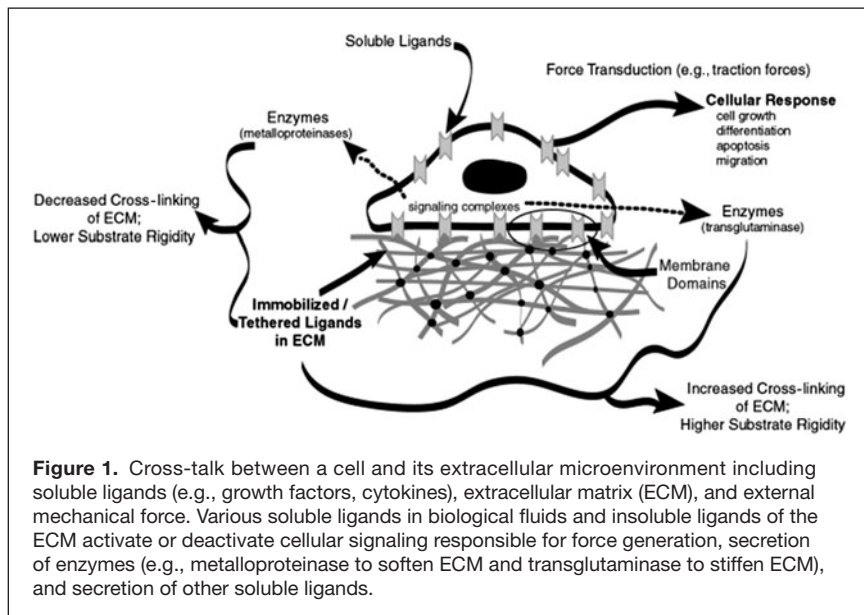 Soluble Ligands
Force Transduction (e.g., traction forces)
Cellular Response
cell growth
differentiation
apoptosis
migration
Enzymes
(metalloproteinases)
Decreased Cross-linking
of ECM;
Lower Substrate Rigidity
signaling complexes
Enzymes
(transglutaminase)
Membrane
Domains
Immobilized /
Tethered Ligands
in ECM
Increased Cross-linking
of ECM;
Higher Substrate Rigidity
Figure 1. Cross-talk between a cell and its extracellular microenvironment including
soluble ligands (e.g., growth factors, cytokines), extracellular matrix (ECM), and external
mechanical force. Various soluble ligands in biological fluids and insoluble ligands of the
ECM activate or deactivate cellular signaling responsible for force generation, secretion
of enzymes (e.g., metalloproteinase to soften ECM and transglutaminase to stiffen ECM),
and secretion of other soluble ligands.